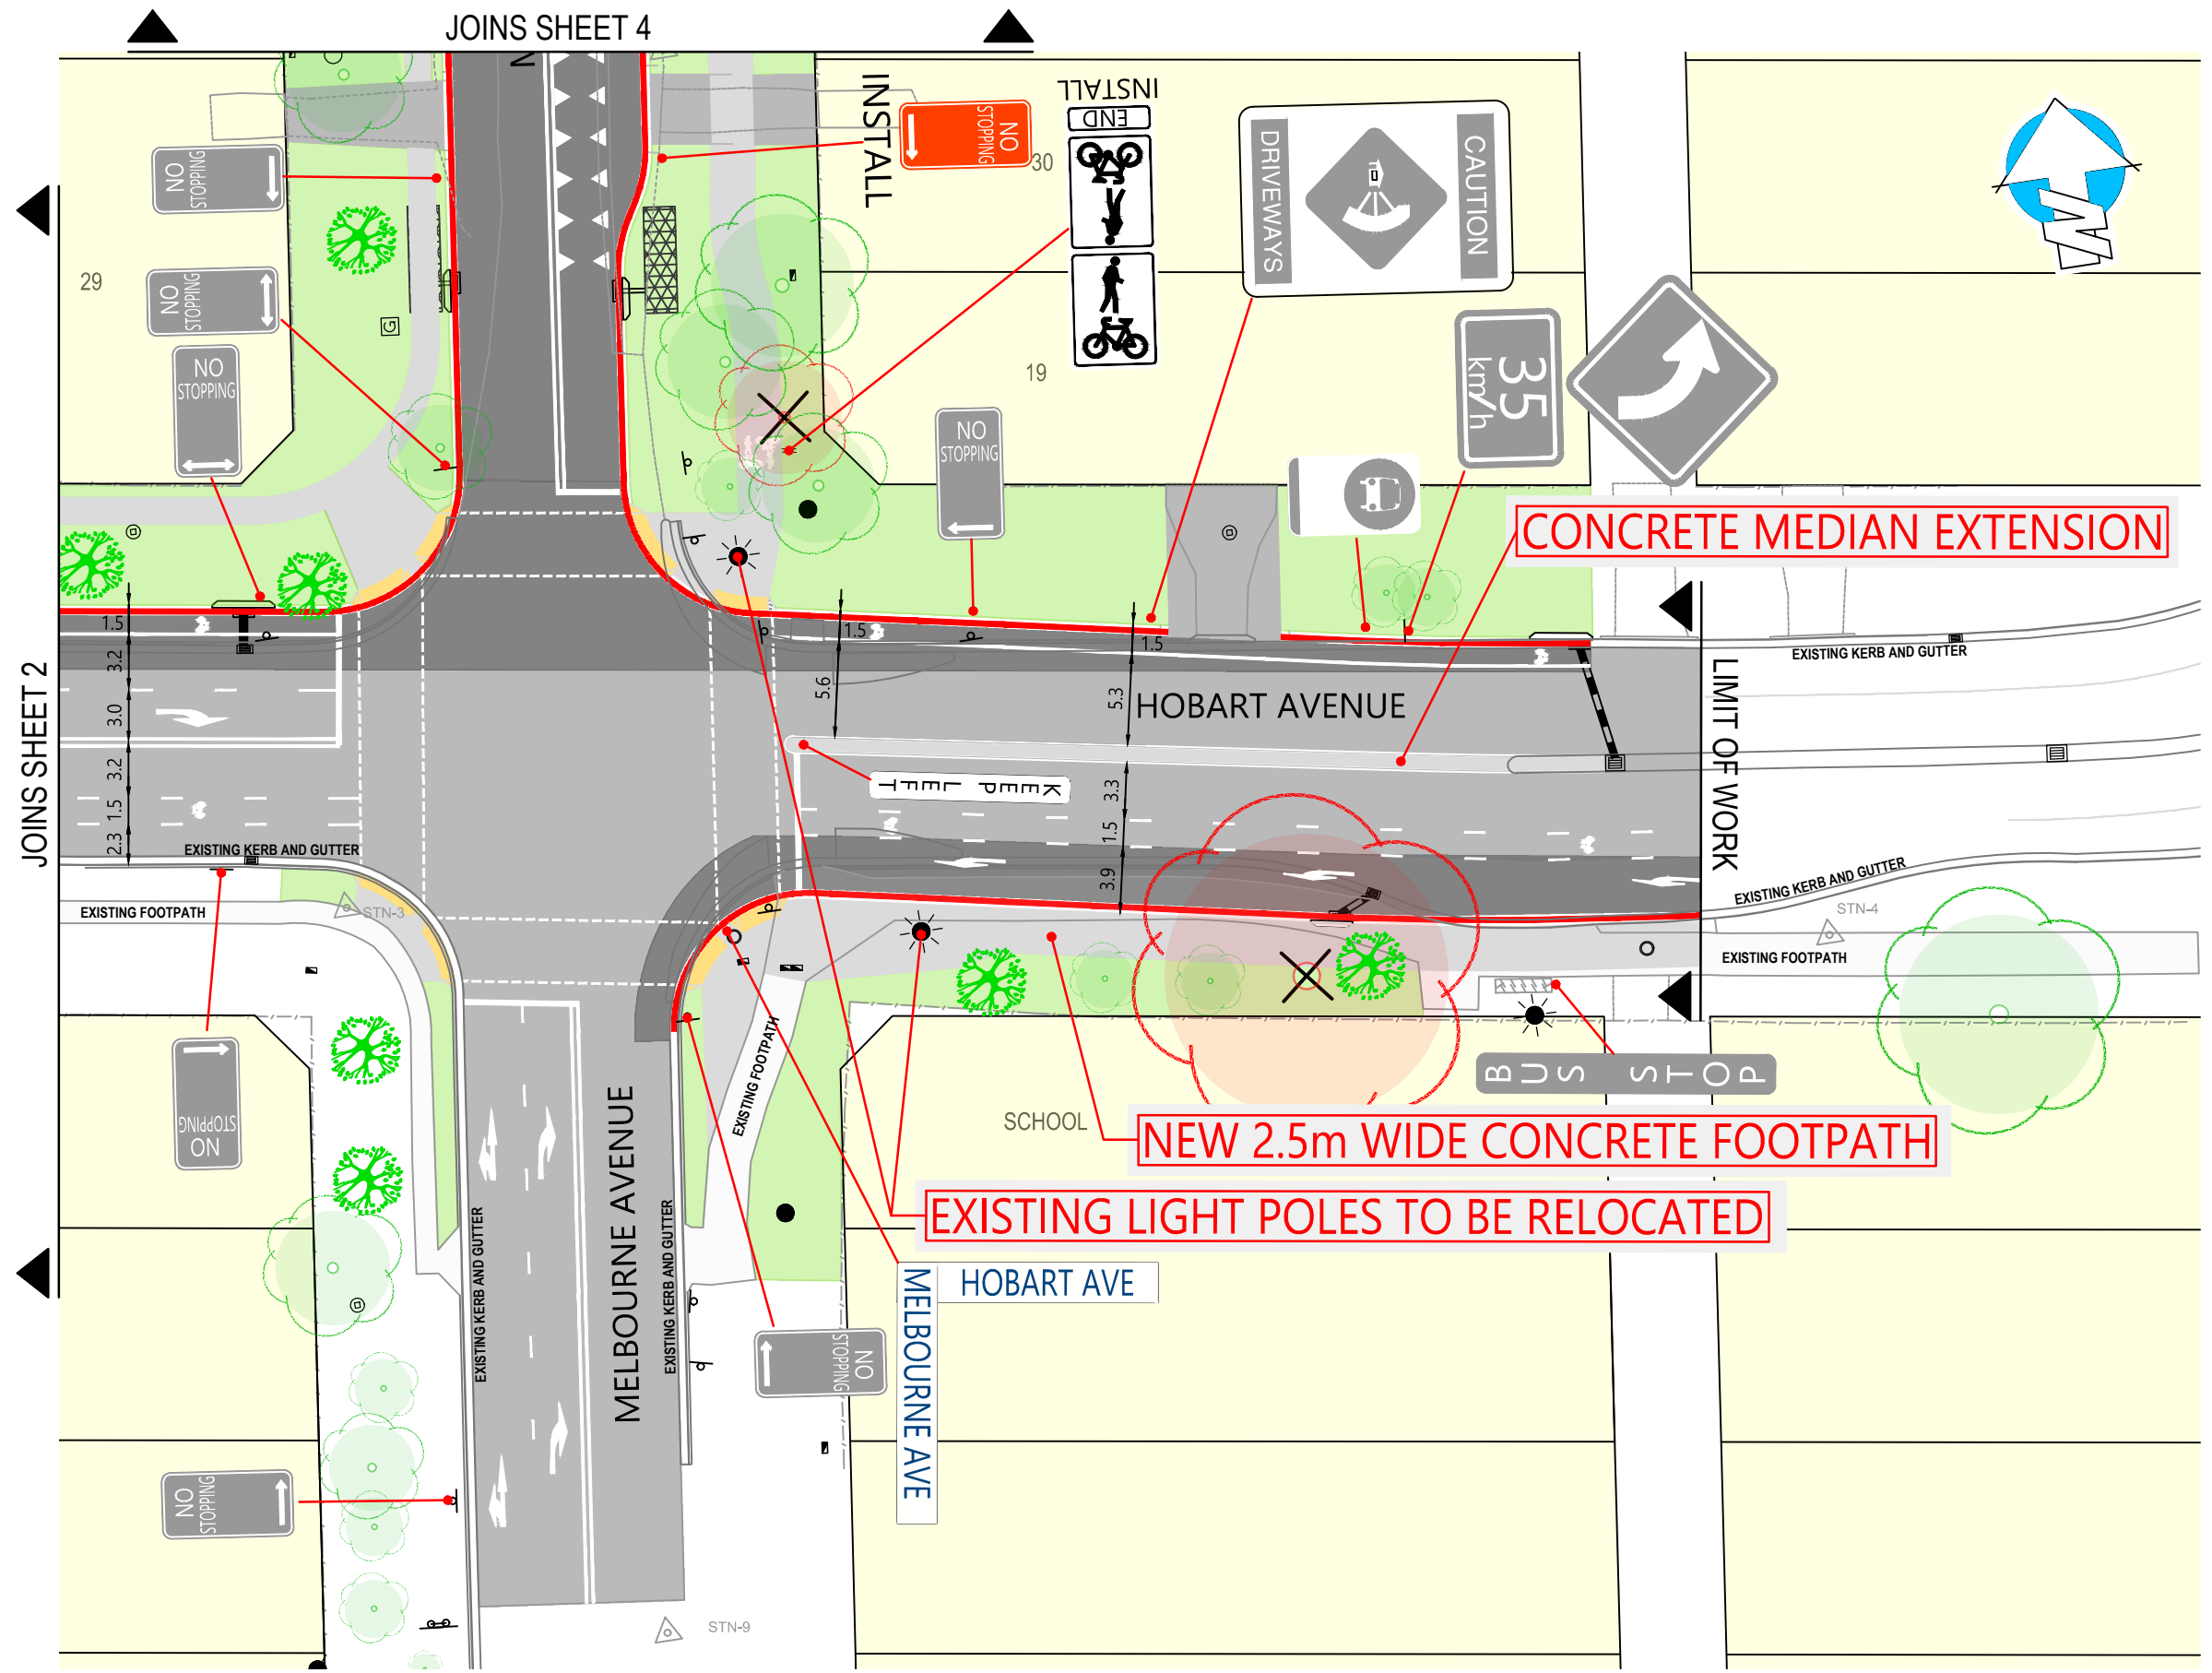 JOINS SHEET 4
INSTALL
NO
STOPPING
30
INSTALL
END
CAUTION
DRIVEWAYS
NO
STOPPING
29
NO
STOPPING
NO
STOPPING
19
NO
STOPPING
35
km/h
CONCRETE MEDIAN EXTENSION
G
1.5
3.2
3.0
3.2
1.5
2.3
1.5
5.6
1.5
5.3
3.3
1.5
3.9
HOBART AVENUE
KEEP
LEFT
EXISTING KERB AND GUTTER
LIMIT OF WORK
JOINS SHEET 2
EXISTING KERB AND GUTTER
EXISTING KERB AND GUTTER
EXISTING FOOTPATH
STN-3
STN-4
EXISTING FOOTPATH
EXISTING FOOTPATH
NO
STOPPING
BUS STOP
SCHOOL
NEW 2.5m WIDE CONCRETE FOOTPATH
EXISTING LIGHT POLES TO BE RELOCATED
MELBOURNE AVENUE
EXISTING KERB AND GUTTER
EXISTING KERB AND GUTTER
HOBART AVE
MELBOURNE AVE
NO
STOPPING
NO
STOPPING
STN-9